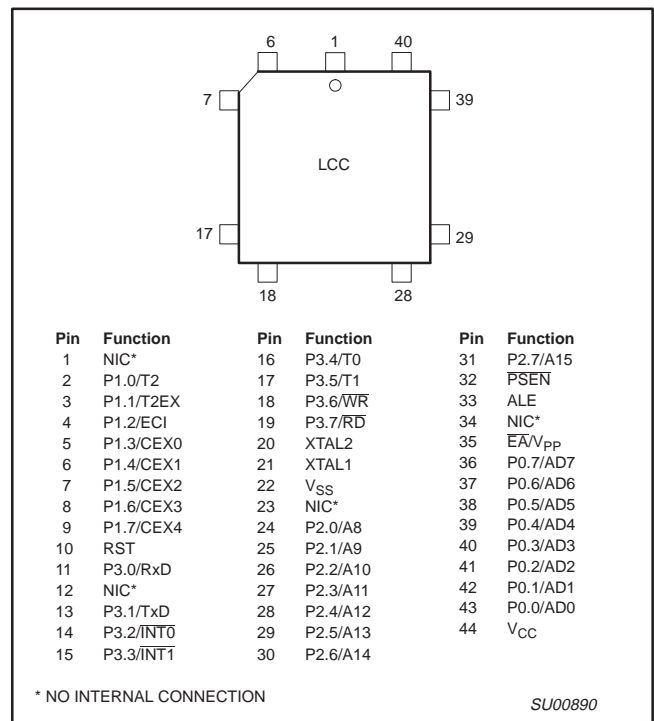 6 1 40
7 39
LCC
17 29
18 28
Pin Function Pin Function Pin Function
1 NIC* 16 P3.4/T0 31 P2.7/A15
2 P1.0/T2 17 P3.5/T1 32 P̅S̅E̅N̅
3 P1.1/T2EX 18 P3.6/W̅R̅ 33 ALE
4 P1.2/ECI 19 P3.7/R̅D̅ 34 NIC*
5 P1.3/CEX0 20 XTAL2 35 E̅A̅/VPP
6 P1.4/CEX1 21 XTAL1 36 P0.7/AD7
7 P1.5/CEX2 22 VSS 37 P0.6/AD6
8 P1.6/CEX3 23 NIC* 38 P0.5/AD5
9 P1.7/CEX4 24 P2.0/A8 39 P0.4/AD4
10 RST 25 P2.1/A9 40 P0.3/AD3
11 P3.0/RxD 26 P2.2/A10 41 P0.2/AD2
12 NIC* 27 P2.3/A11 42 P0.1/AD1
13 P3.1/TxD 28 P2.4/A12 43 P0.0/AD0
14 P3.2/I̅N̅T̅0̅ 29 P2.5/A13 44 VCC
15 P3.3/I̅N̅T̅1̅ 30 P2.6/A14
* NO INTERNAL CONNECTION
SU00890